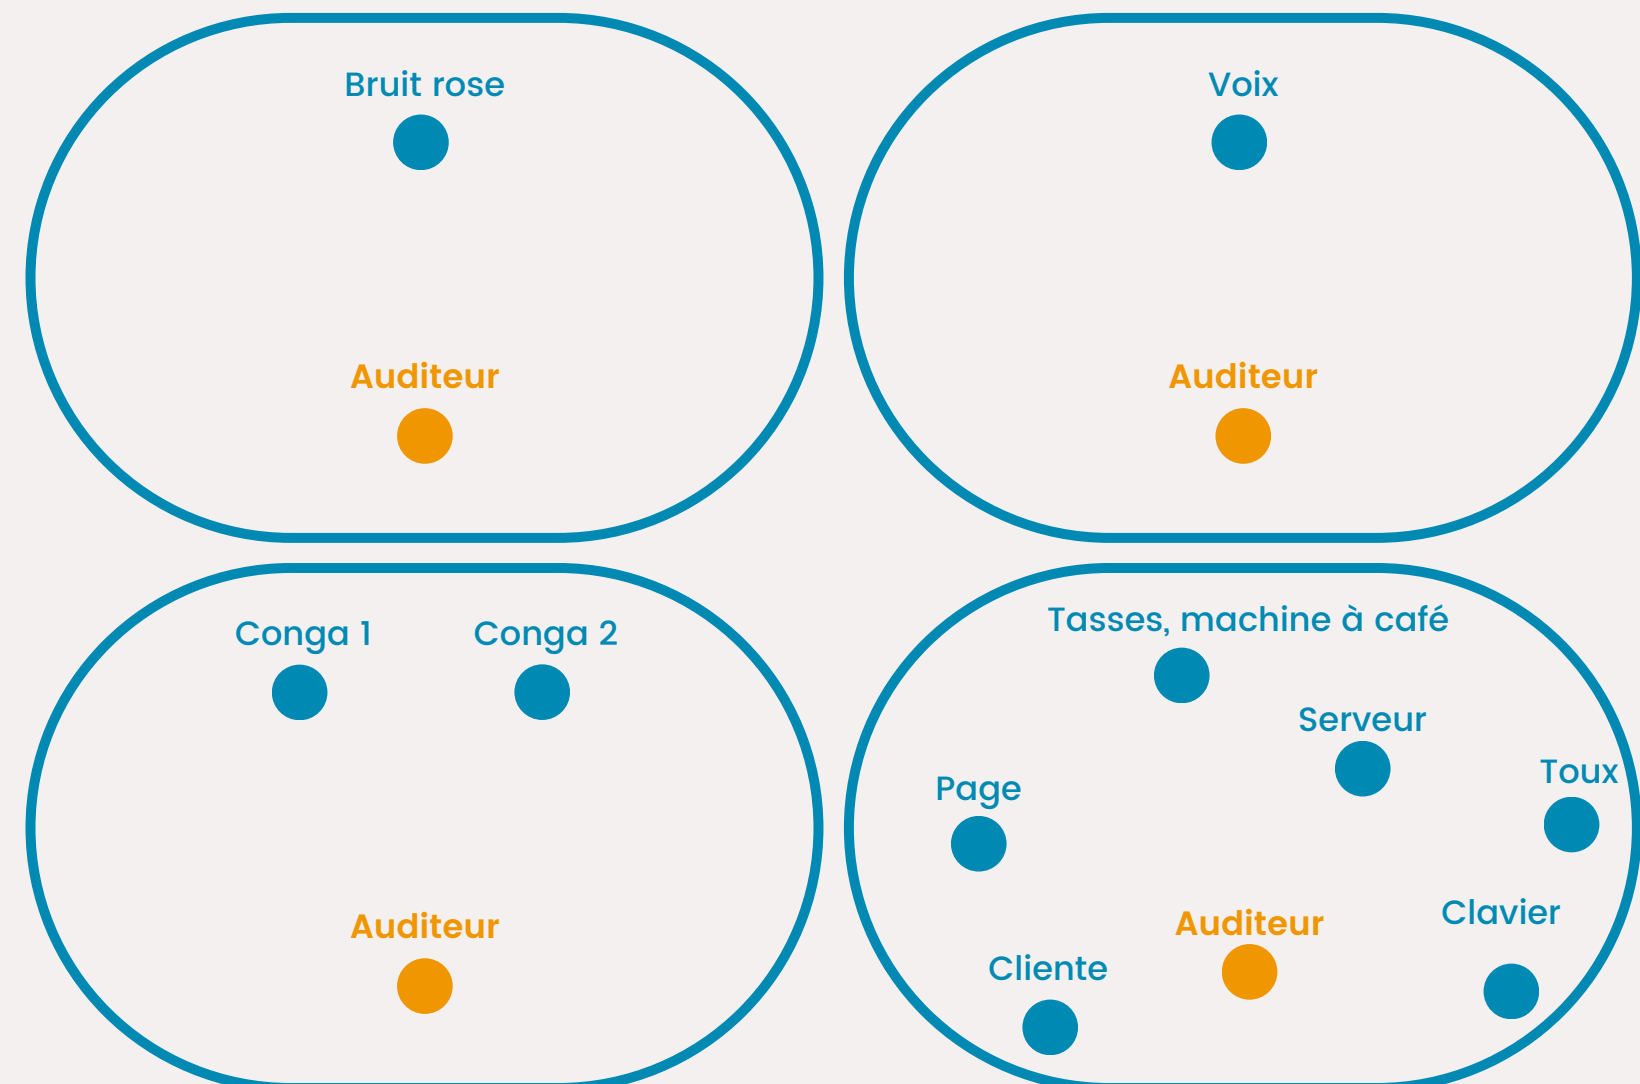 Bruit rose
Auditeur
Voix
Auditeur
Conga 1
Conga 2
Auditeur
Tasses, machine à café
Serveur
Toux
Page
Clavier
Auditeur
Cliente